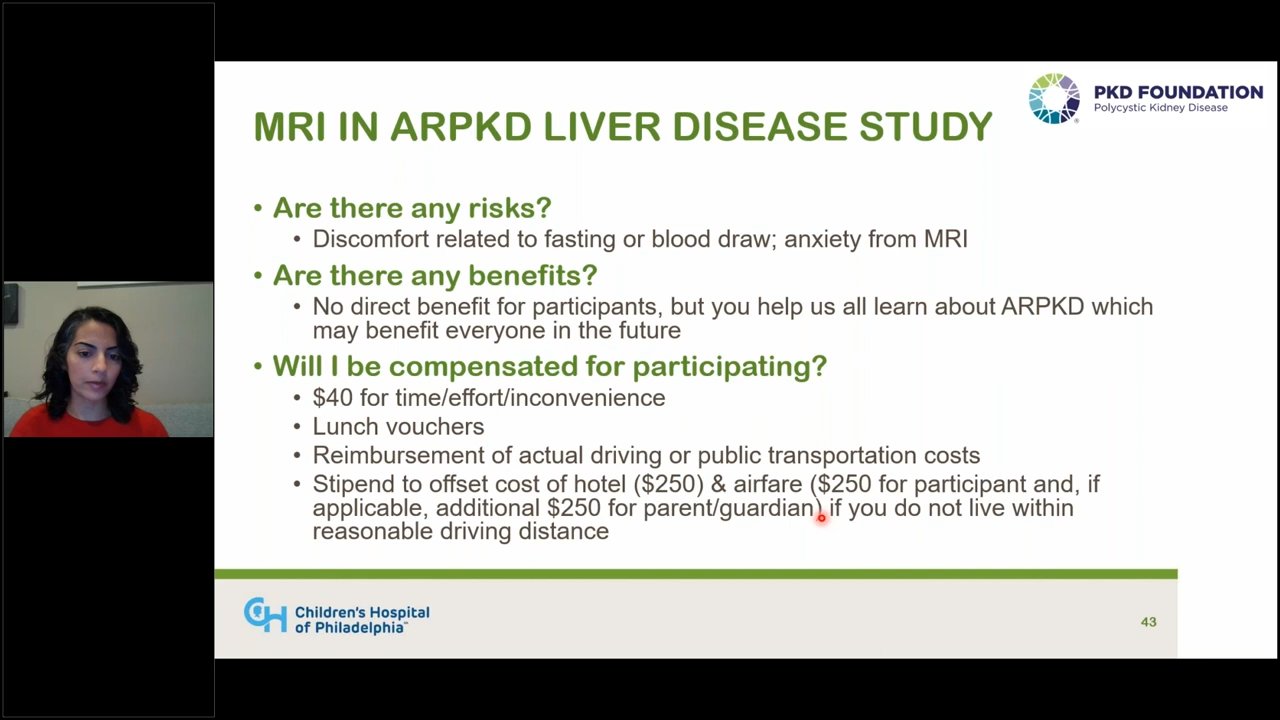 PKD FOUNDATION
Polycystic Kidney Disease
MRI IN ARPKD LIVER DISEASE STUDY
• Are there any risks?
• Discomfort related to fasting or blood draw; anxiety from MRI
• Are there any benefits?
• No direct benefit for participants, but you help us all learn about ARPKD which
may benefit everyone in the future
• Will I be compensated for participating?
• $40 for time/effort/inconvenience
• Lunch vouchers
• Reimbursement of actual driving or public transportation costs
• Stipend to offset cost of hotel ($250) & airfare ($250 for participant and, if
applicable, additional $250 for parent/guardian) if you do not live within
reasonable driving distance
Children's Hospital
of Philadelphia
43